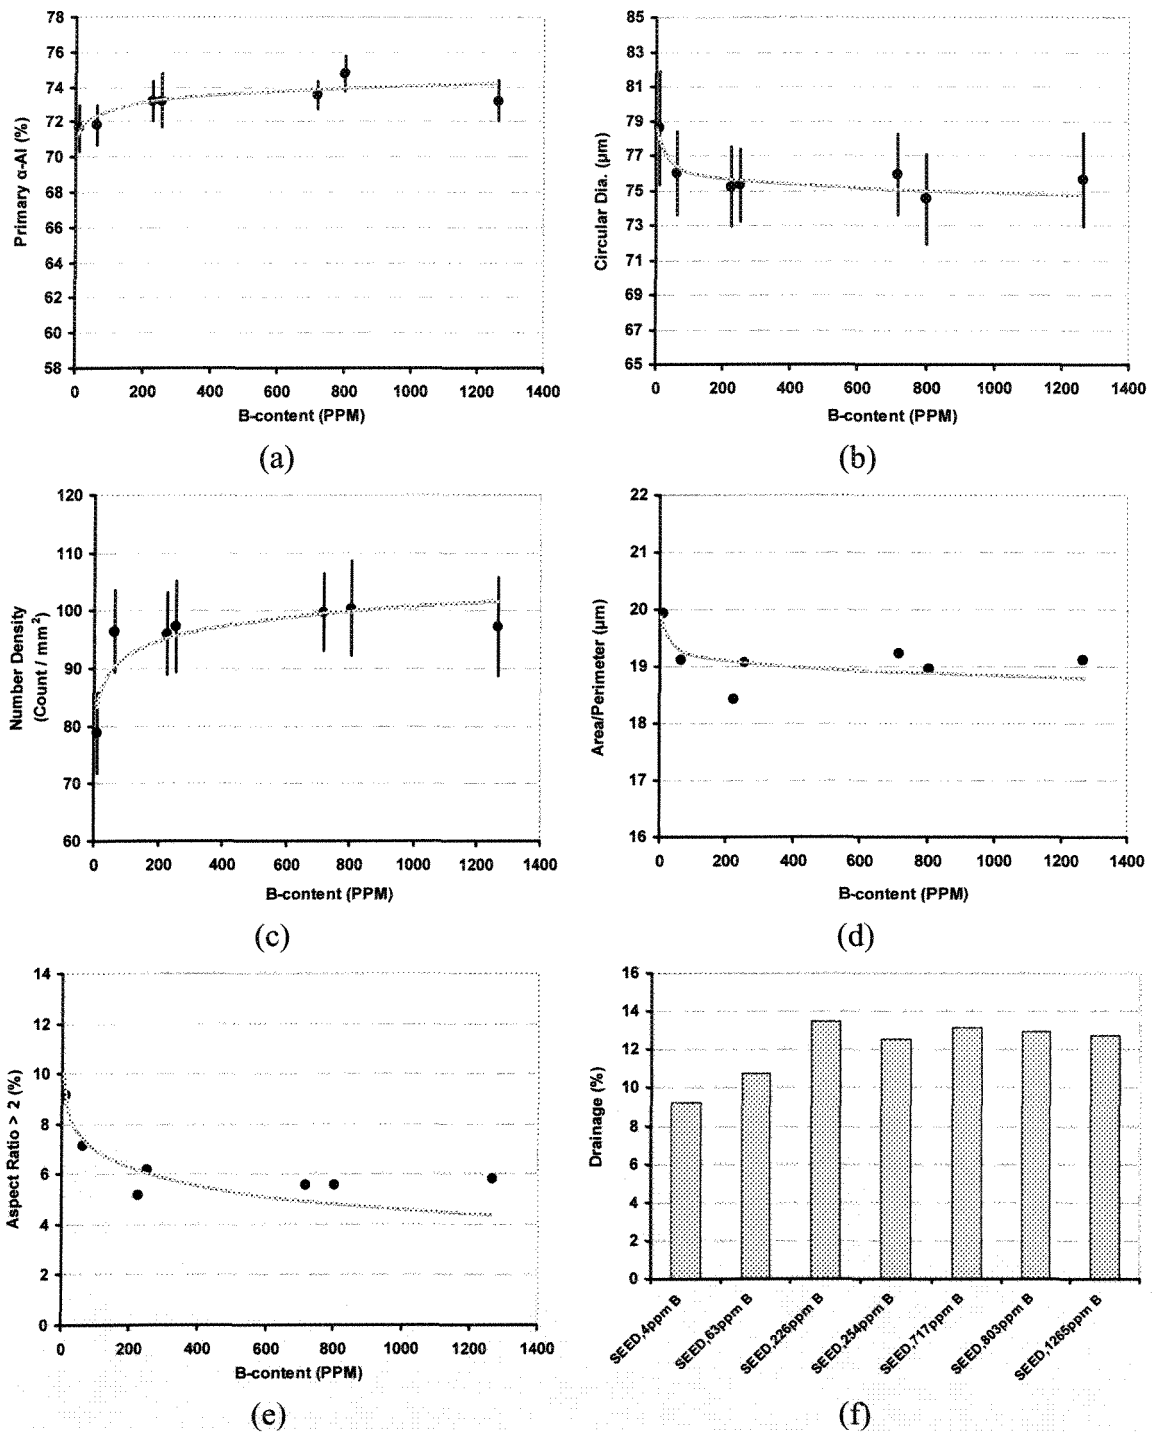 78
76
74
72
70
68
66
64
62
60
58
Primary α-Al (%)
0 200 400 600 800 1000 1200 1400
B-content (PPM)
(a)
85
83
81
79
77
75
73
71
69
67
65
Circular Dia. (µm)
0 200 400 600 800 1000 1200 1400
B-content (PPM)
(b)
120
110
100
90
80
70
60
Number Density
(Count / mm²)
0 200 400 600 800 1000 1200 1400
B-content (PPM)
(c)
22
21
20
19
18
17
16
Area/Perimeter (µm)
0 200 400 600 800 1000 1200 1400
B-content (PPM)
(d)
14
12
10
8
6
4
2
0
Aspect Ratio > 2 (%)
0 200 400 600 800 1000 1200 1400
B-content (PPM)
(e)
16
14
12
10
8
6
4
2
0
Drainage (%)
SEED,4ppm B
SEED,63ppm B
SEED,226ppm B
SEED,254ppm B
SEED,717ppm B
SEED,803ppm B
SEED,1265ppm B
(f)